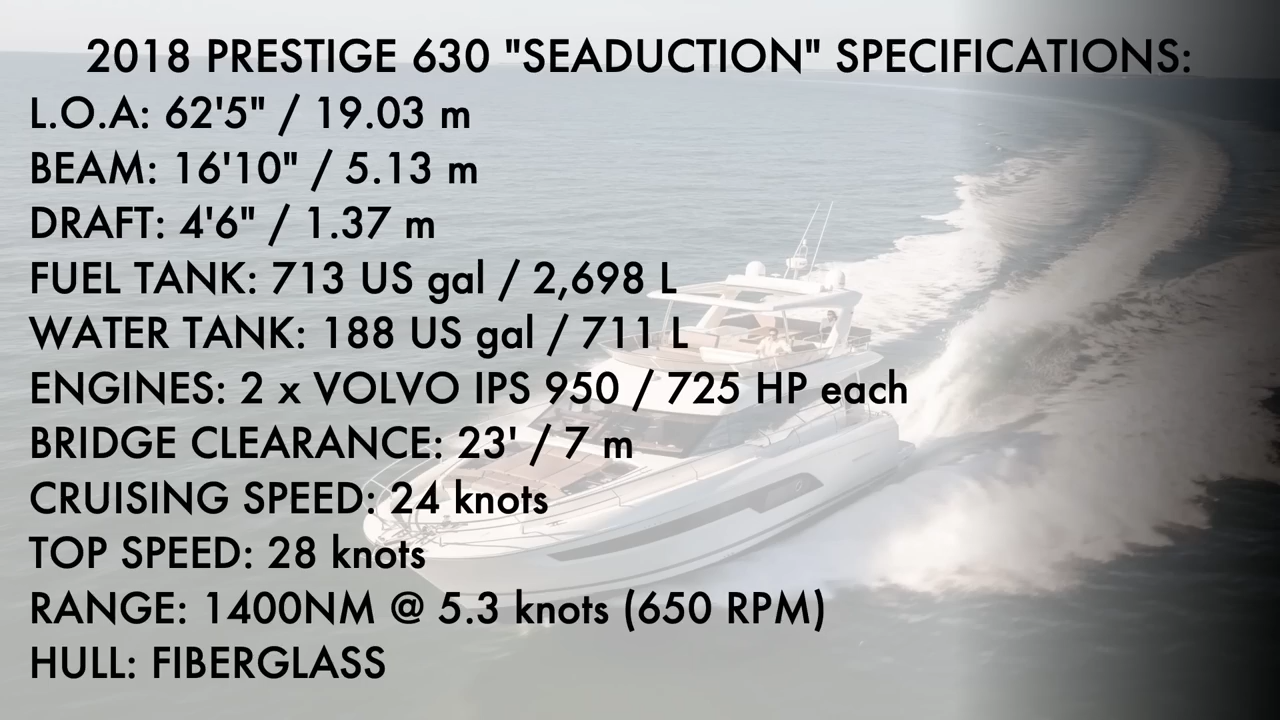 2018 PRESTIGE 630 "SEADUCTION" SPECIFICATIONS:
L.O.A: 62'5" / 19.03 m
BEAM: 16'10" / 5.13 m
DRAFT: 4'6" / 1.37 m
FUEL TANK: 713 US gal / 2,698 L
WATER TANK: 188 US gal / 711 L
ENGINES: 2 x VOLVO IPS 950 / 725 HP each
BRIDGE CLEARANCE: 23' / 7 m
CRUISING SPEED: 24 knots
TOP SPEED: 28 knots
RANGE: 1400NM @ 5.3 knots (650 RPM)
HULL: FIBERGLASS